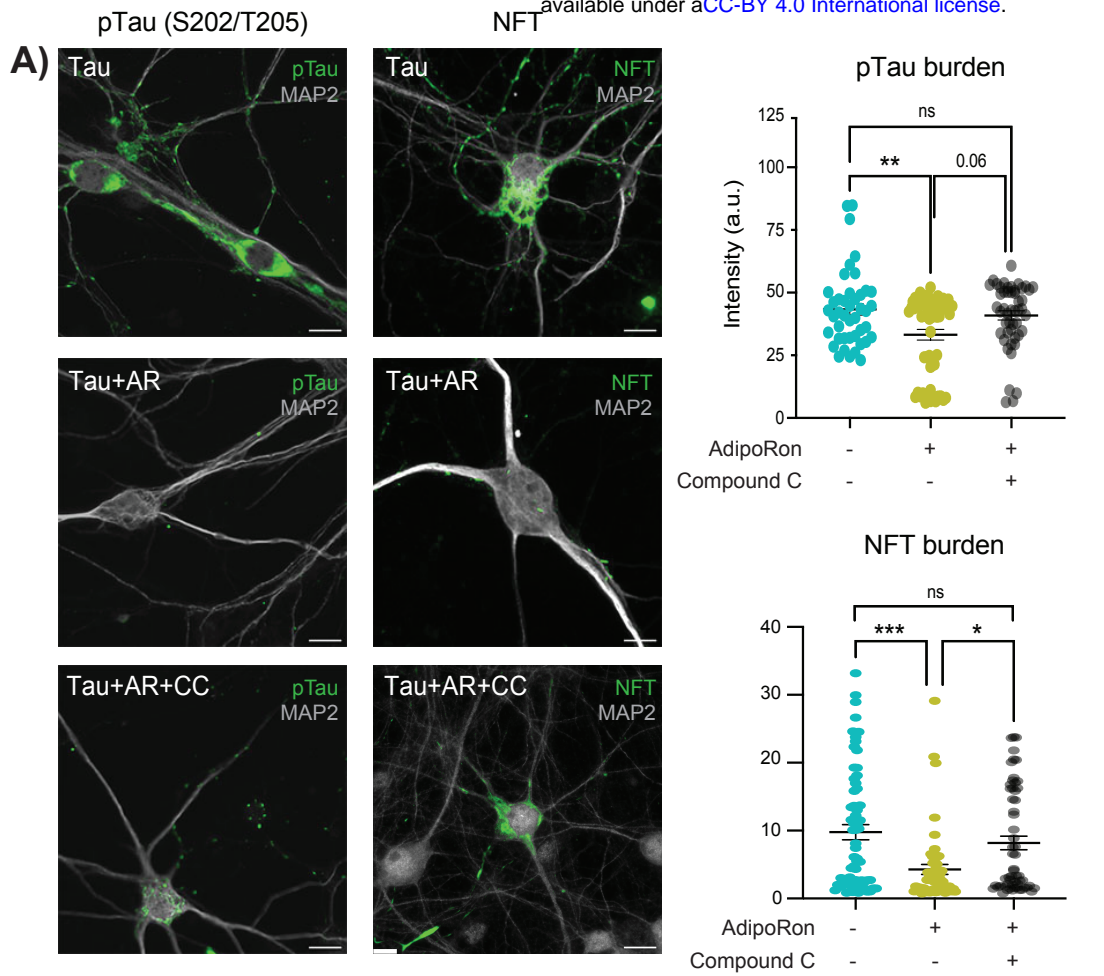 available under aCC-BY 4.0 International license.
pTau (S202/T205)
NFT
A)
Tau
pTau
MAP2
Tau
NFT
MAP2
Tau+AR
pTau
MAP2
Tau+AR
NFT
MAP2
Tau+AR+CC
pTau
MAP2
Tau+AR+CC
NFT
MAP2
pTau burden
Intensity (a.u.)
125
100
75
50
25
0
ns
**
0.06
AdipoRon - + +
Compound C - - +
NFT burden
40
30
20
10
0
ns
***
*
AdipoRon - + +
Compound C - - +